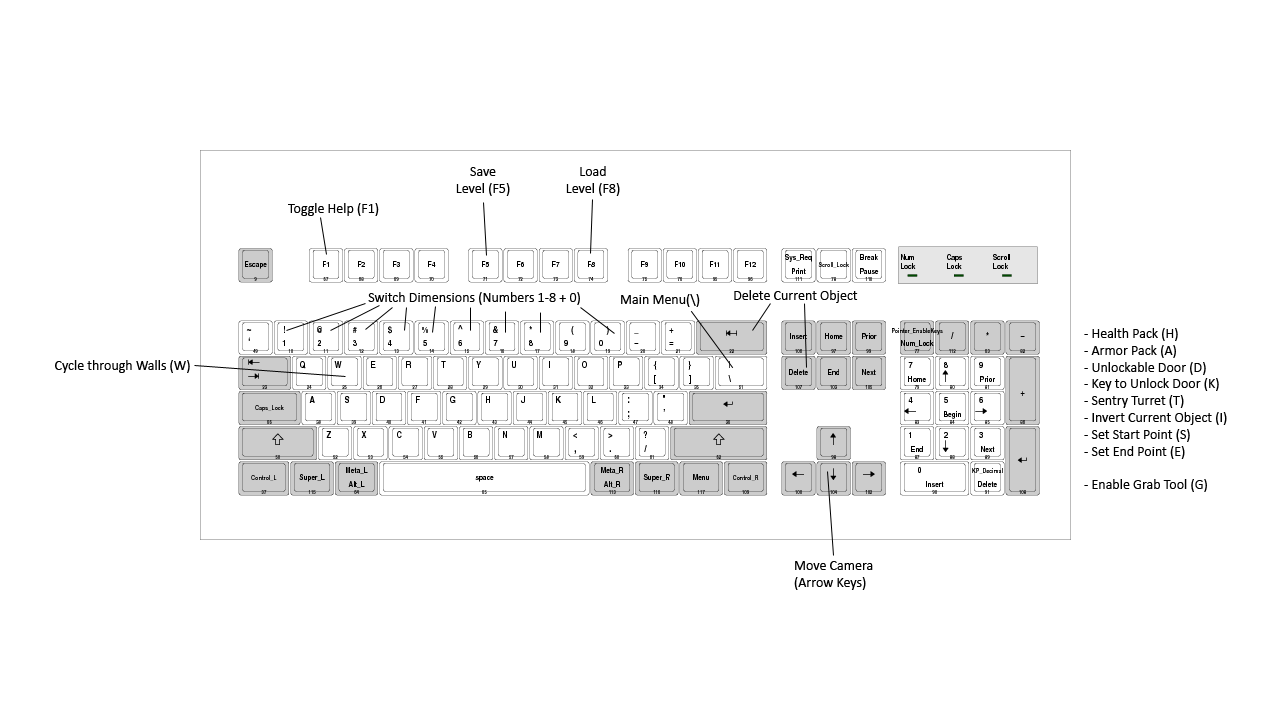 Save
Level (F5)
Load
Level (F8)
Toggle Help (F1)
Escape
F1
F2
F3
F4
F5
F6
F7
F8
F9
F10
F11
F12
Sys_Req
Print
Scroll_Lock
Break
Pause
Num
Lock
Caps
Lock
Scroll
Lock
Switch Dimensions (Numbers 1-8 + 0)
Main Menu(\)
Delete Current Object
~
`
!
1
@
2
#
3
$
4
%
5
^
6
&
7
*
8
(
9
)
0
_
-
+
=
Insert
Home
Prior
Pointer_EnableKeys
Num_Lock
/
*
-
Cycle through Walls (W)
Q
W
E
R
T
Y
U
I
O
P
{
[
}
]
\
Delete
End
Next
7
Home
8
9
Prior
+
Caps_Lock
A
S
D
F
G
H
J
K
L
:
;
"
'
4
5
Begin
6
Z
X
C
V
B
N
M
<
,
>
.
?
/
1
End
2
3
Next
Control_L
Super_L
Meta_L
Alt_L
space
Meta_R
Alt_R
Super_R
Menu
Control_R
0
Insert
KP_Decimal
Delete
- Health Pack (H)
- Armor Pack (A)
- Unlockable Door (D)
- Key to Unlock Door (K)
- Sentry Turret (T)
- Invert Current Object (I)
- Set Start Point (S)
- Set End Point (E)
- Enable Grab Tool (G)
Move Camera
(Arrow Keys)